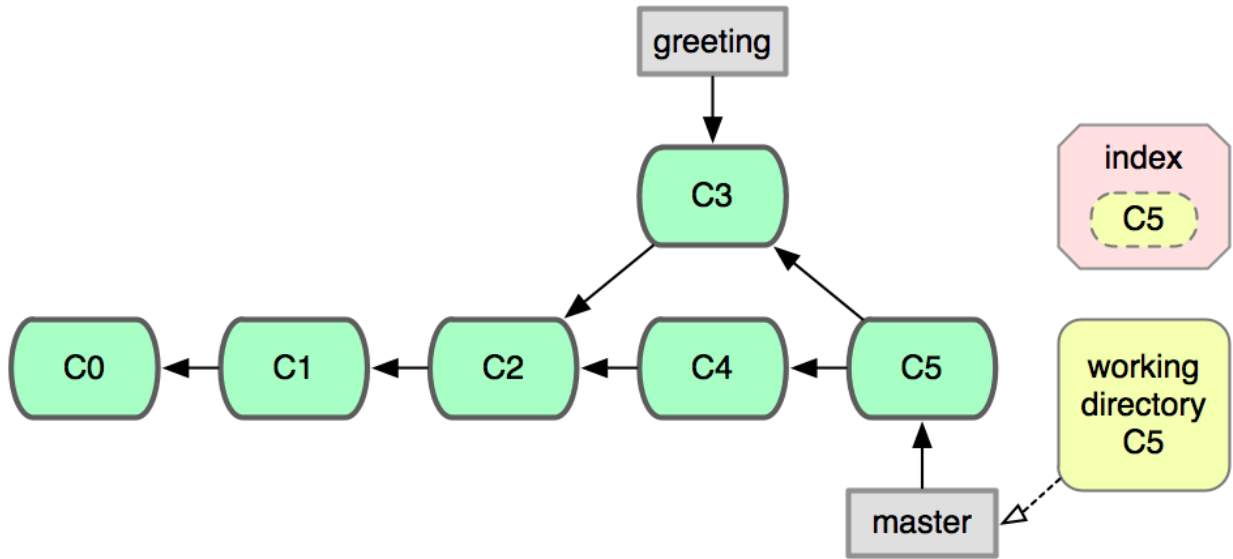 greeting
C3
index
C5
C0
C1
C2
C4
C5
working
directory
C5
master